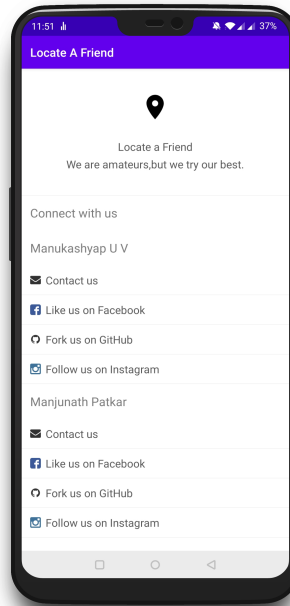 11:51 37%
Locate A Friend
Locate a Friend
We are amateurs,but we try our best.
Connect with us
Manukashyap U V
Contact us
Like us on Facebook
Fork us on GitHub
Follow us on Instagram
Manjunath Patkar
Contact us
Like us on Facebook
Fork us on GitHub
Follow us on Instagram